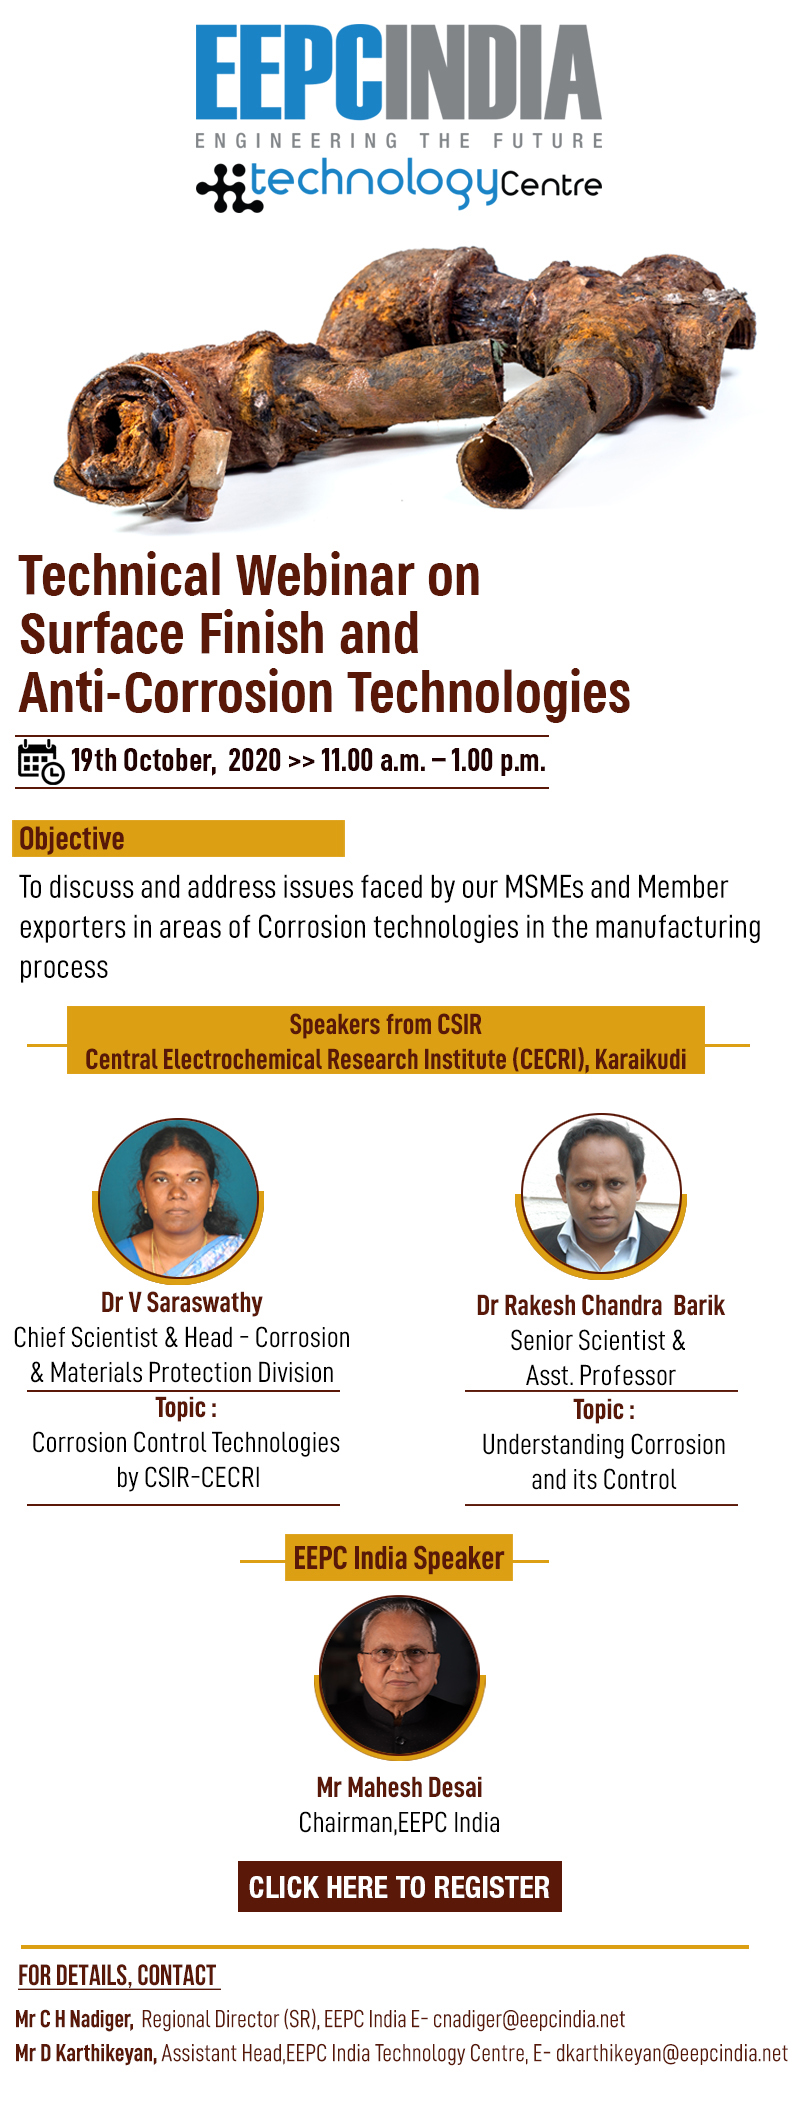 EEPCINDIA
ENGINEERING THE FUTURE
technologyCentre
Technical Webinar on
Surface Finish and
Anti-Corrosion Technologies
19th October, 2020 >> 11.00 a.m. – 1.00 p.m.
Objective
To discuss and address issues faced by our MSMEs and Member
exporters in areas of Corrosion technologies in the manufacturing
process
Speakers from CSIR
Central Electrochemical Research Institute (CECRI), Karaikudi
Dr V Saraswathy
Chief Scientist & Head - Corrosion
& Materials Protection Division
Topic :
Corrosion Control Technologies
by CSIR-CECRI
Dr Rakesh Chandra Barik
Senior Scientist &
Asst. Professor
Topic :
Understanding Corrosion
and its Control
EEPC India Speaker
Mr Mahesh Desai
Chairman,EEPC India
CLICK HERE TO REGISTER
FOR DETAILS, CONTACT
Mr C H Nadiger, Regional Director (SR), EEPC India E- cnadiger@eepcindia.net
Mr D Karthikeyan, Assistant Head,EEPC India Technology Centre, E- dkarthikeyan@eepcindia.net